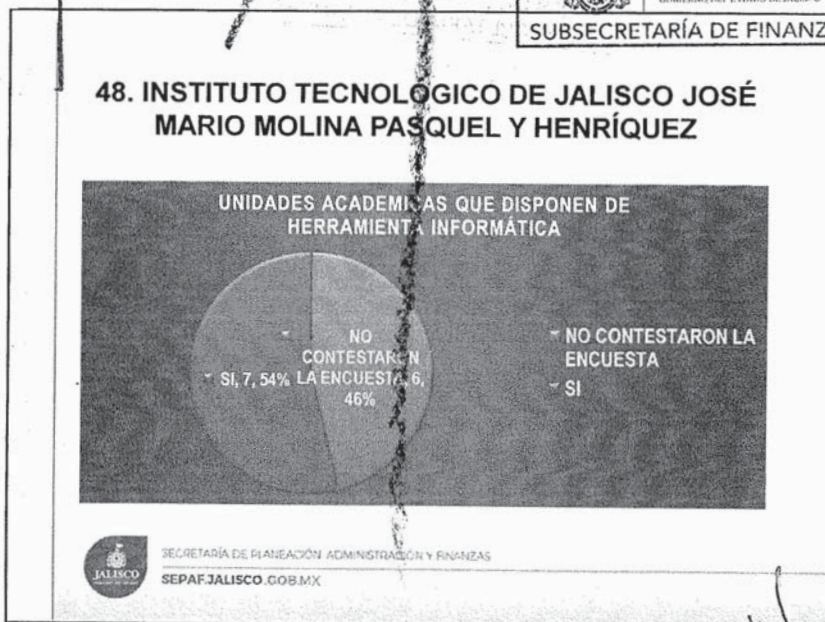 SUBSECRETARÍA DE FINANZ
48. INSTITUTO TECNOLÓGICO DE JALISCO JOSÉ
MARIO MOLINA PASQUEL Y HENRÍQUEZ
UNIDADES ACADEMICAS QUE DISPONEN DE
HERRAMIENTA INFORMÁTICA
SI, 7, 54%
NO
CONTESTARON
LA ENCUESTA, 6,
46%
NO CONTESTARON LA
ENCUESTA
SI
JALISCO
SECRETARÍA DE PLANEACIÓN ADMINISTRACIÓN Y FINANZAS
SEPAF.JALISCO.GOB.MX